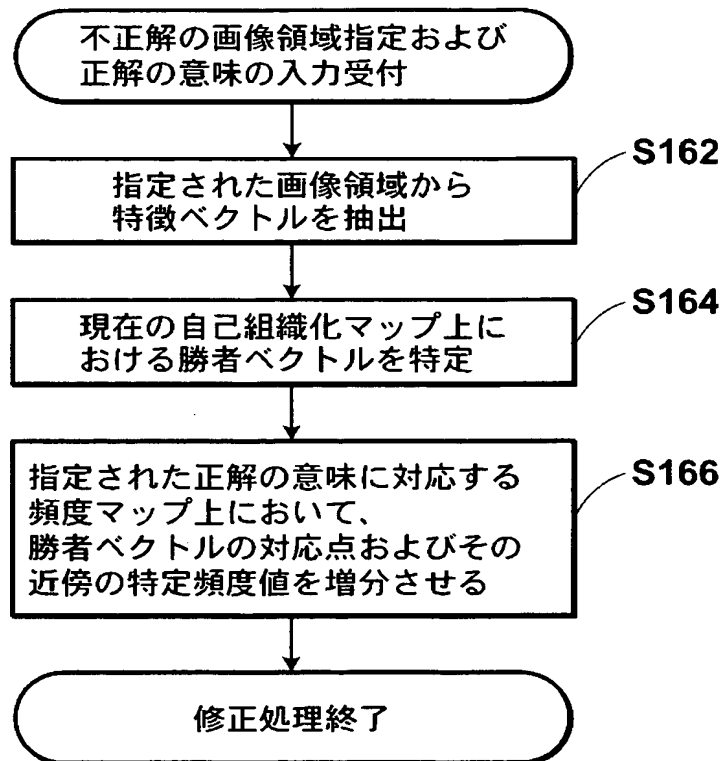 不正解の画像領域指定および
正解の意味の入力受付
S162
指定された画像領域から
特徴ベクトルを抽出
S164
現在の自己組織化マップ上に
おける勝者ベクトルを特定
S166
指定された正解の意味に対応する
頻度マップ上において、
勝者ベクトルの対応点およびその
近傍の特定頻度値を増分させる
修正処理終了